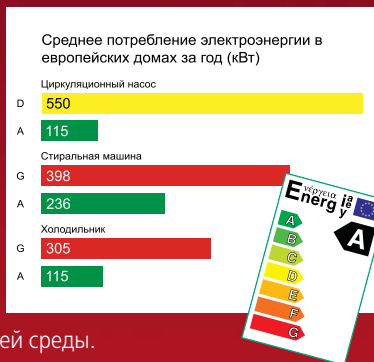 Среднее потребление электроэнергии в
европейских домах за год (кВт)
Циркуляционный насос
D 550
A 115
Стиральная машина
G 398
A 236
Холодильник
G 305
A 115
Energ
A
A
B
C
D
E
F
G
ей среды.